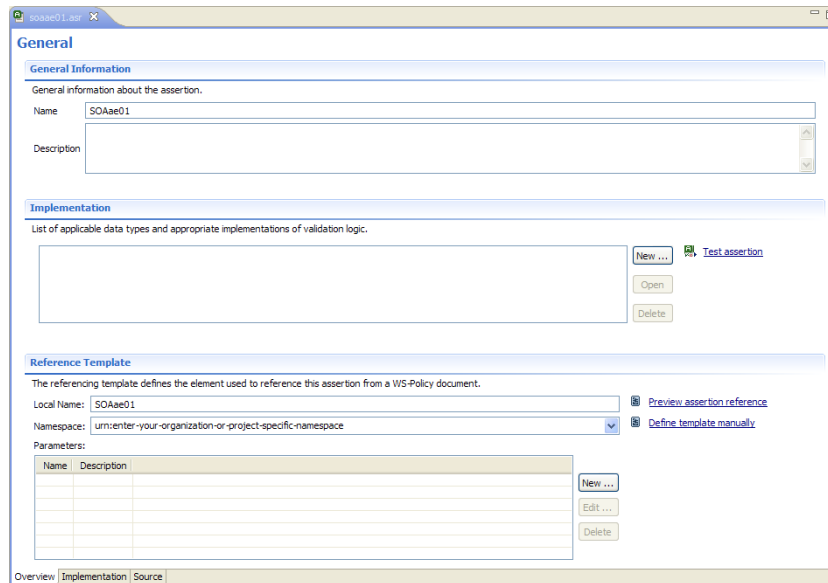 soaae01.asr
General
General Information
General information about the assertion.
Name SOAae01
Description
Implementation
List of applicable data types and appropriate implementations of validation logic.
New ... Test assertion
Open
Delete
Reference Template
The referencing template defines the element used to reference this assertion from a WS-Policy document.
Local Name: SOAae01 Preview assertion reference
Namespace: urn:enter-your-organization-or-project-specific-namespace Define template manually
Parameters:
Name Description
New ...
Edit ...
Delete
Overview Implementation Source